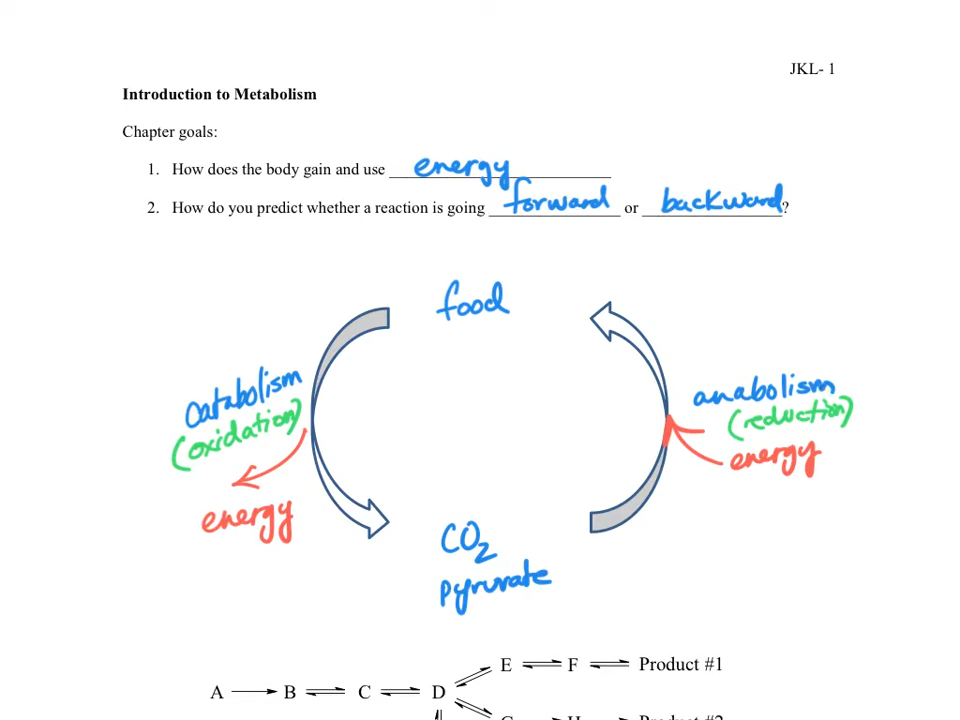 JKL- 1
Introduction to Metabolism
Chapter goals:
1. How does the body gain and use energy
2. How do you predict whether a reaction is going forward or backward?
food
catabolism
(oxidation)
energy
anabolism
(reduction)
energy
CO2
pyruvate
E F Product #1
A B C D